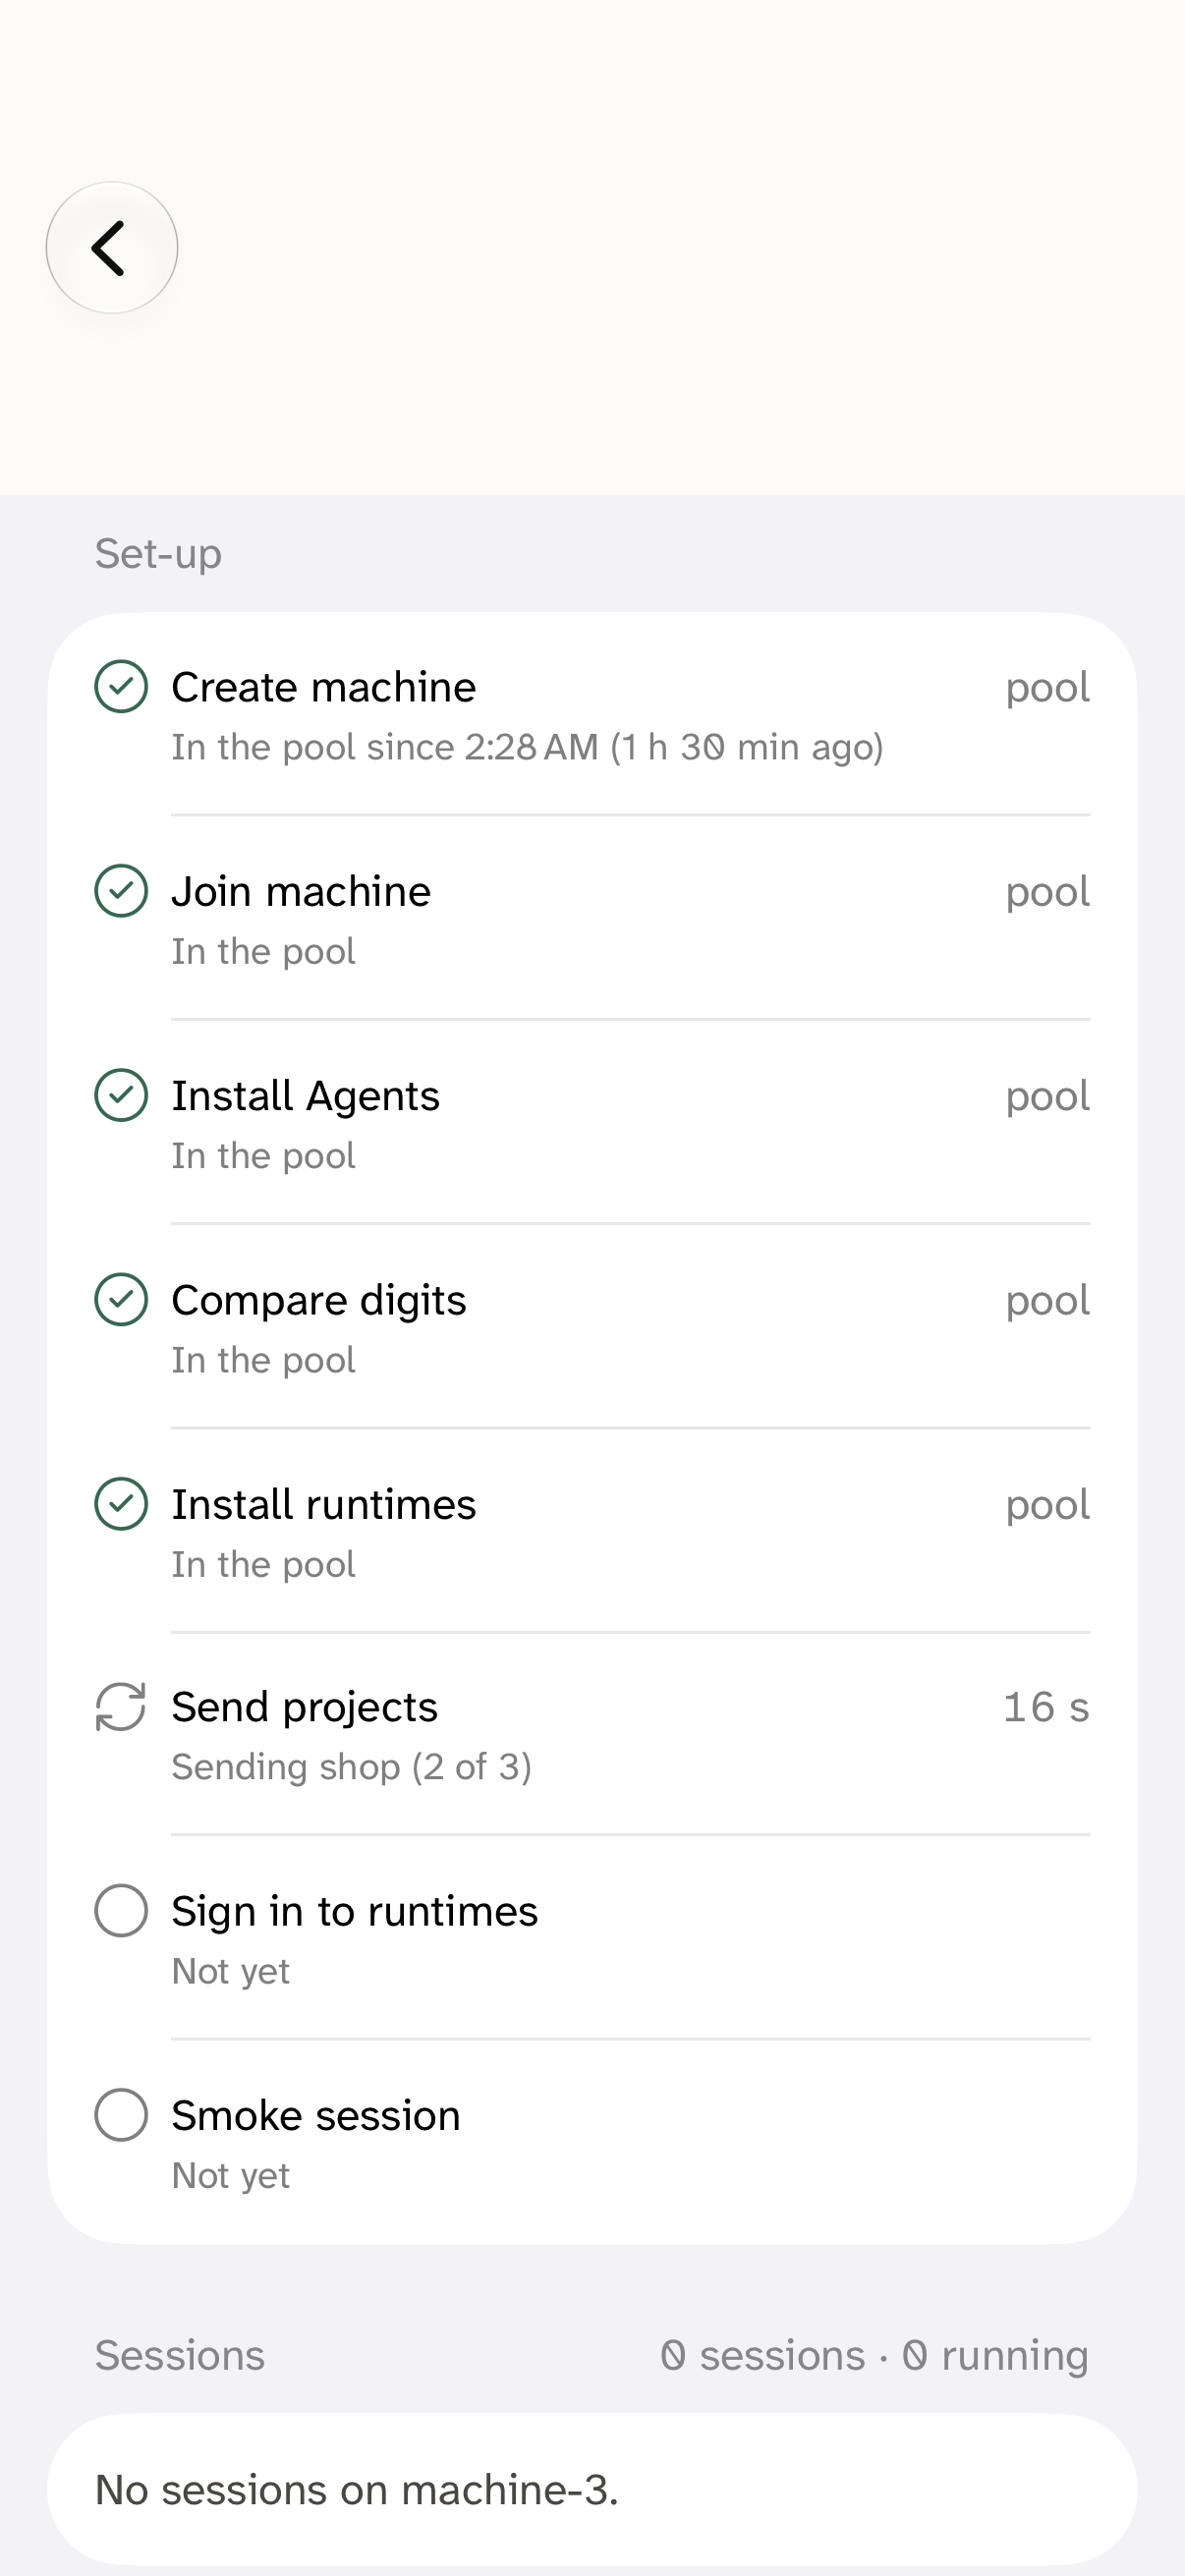 Set-up
Create machine pool
In the pool since 2:28 AM (1 h 30 min ago)
Join machine pool
In the pool
Install Agents pool
In the pool
Compare digits pool
In the pool
Install runtimes pool
In the pool
Send projects 16 s
Sending shop (2 of 3)
Sign in to runtimes
Not yet
Smoke session
Not yet
Sessions 0 sessions · 0 running
No sessions on machine-3.